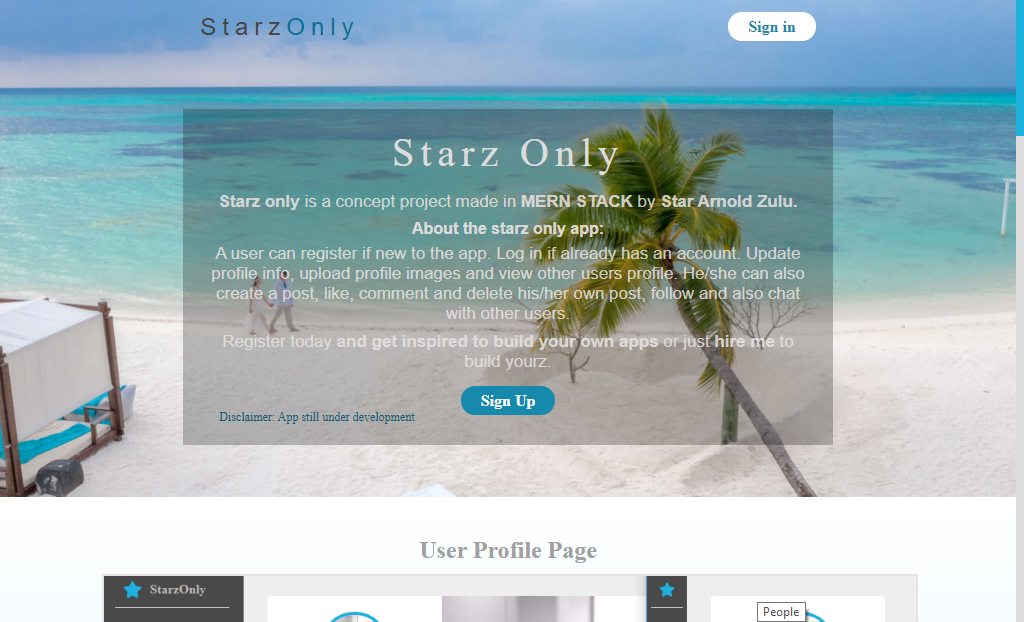 StarzOnly
Sign in
Starz Only
Starz only is a concept project made in MERN STACK by Star Arnold Zulu.
About the starz only app:
A user can register if new to the app. Log in if already has an account. Update
profile info, upload profile images and view other users profile. He/she can also
create a post, like, comment and delete his/her own post, follow and also chat
with other users.
Register today and get inspired to build your own apps or just hire me to
build yourz.
Sign Up
Disclaimer: App still under development
User Profile Page
StarzOnly
People